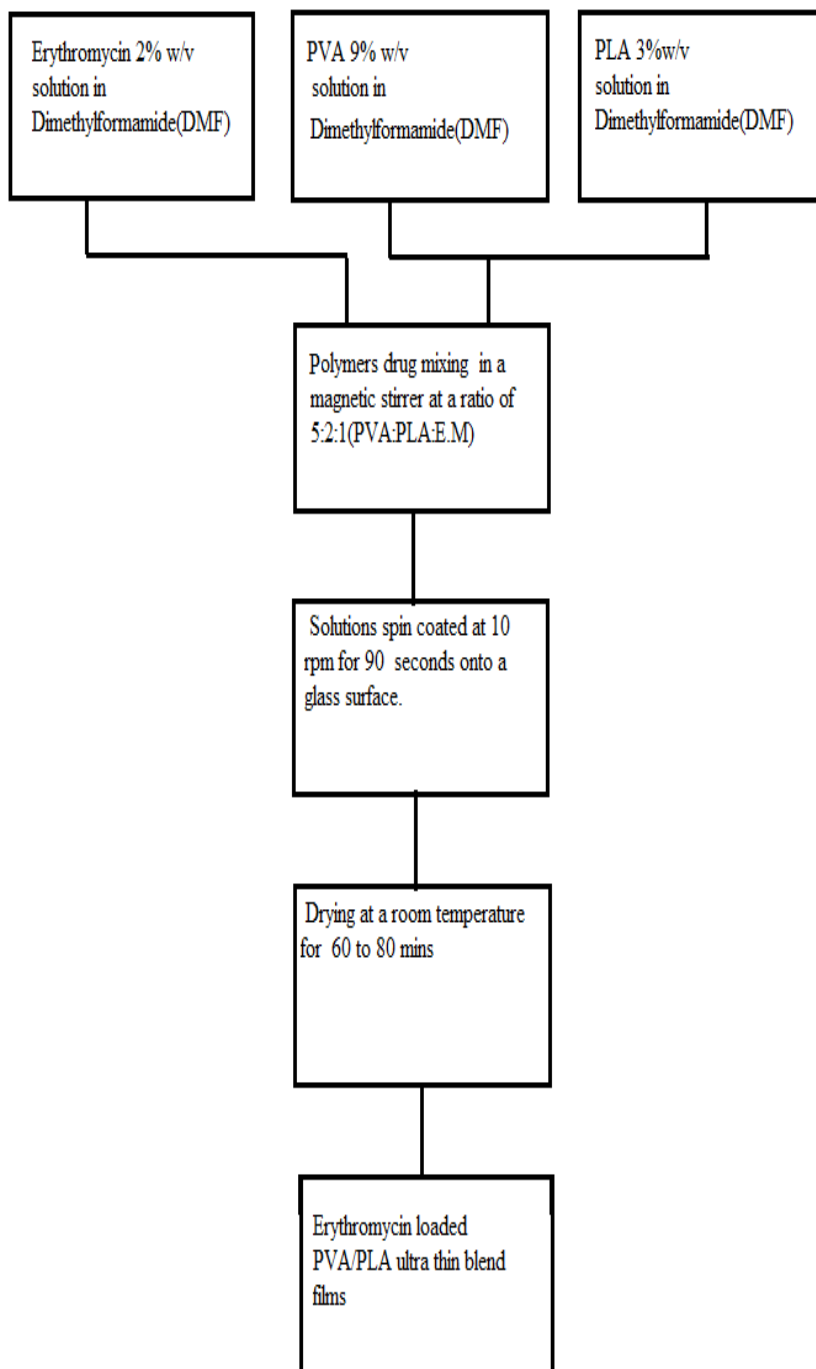 Erythromycin 2% w/v
solution in
Dimethylformamide(DMF)
PVA 9% w/v
solution in
Dimethylformamide(DMF)
PLA 3%w/v
solution in
Dimethylformamide(DMF)
Polymers drug mixing in a
magnetic stirrer at a ratio of
5:2:1(PVA:PLA:E.M)
Solutions spin coated at 10
rpm for 90 seconds onto a
glass surface.
Drying at a room temperature
for 60 to 80 mins
Erythromycin loaded
PVA/PLA ultra thin blend
films